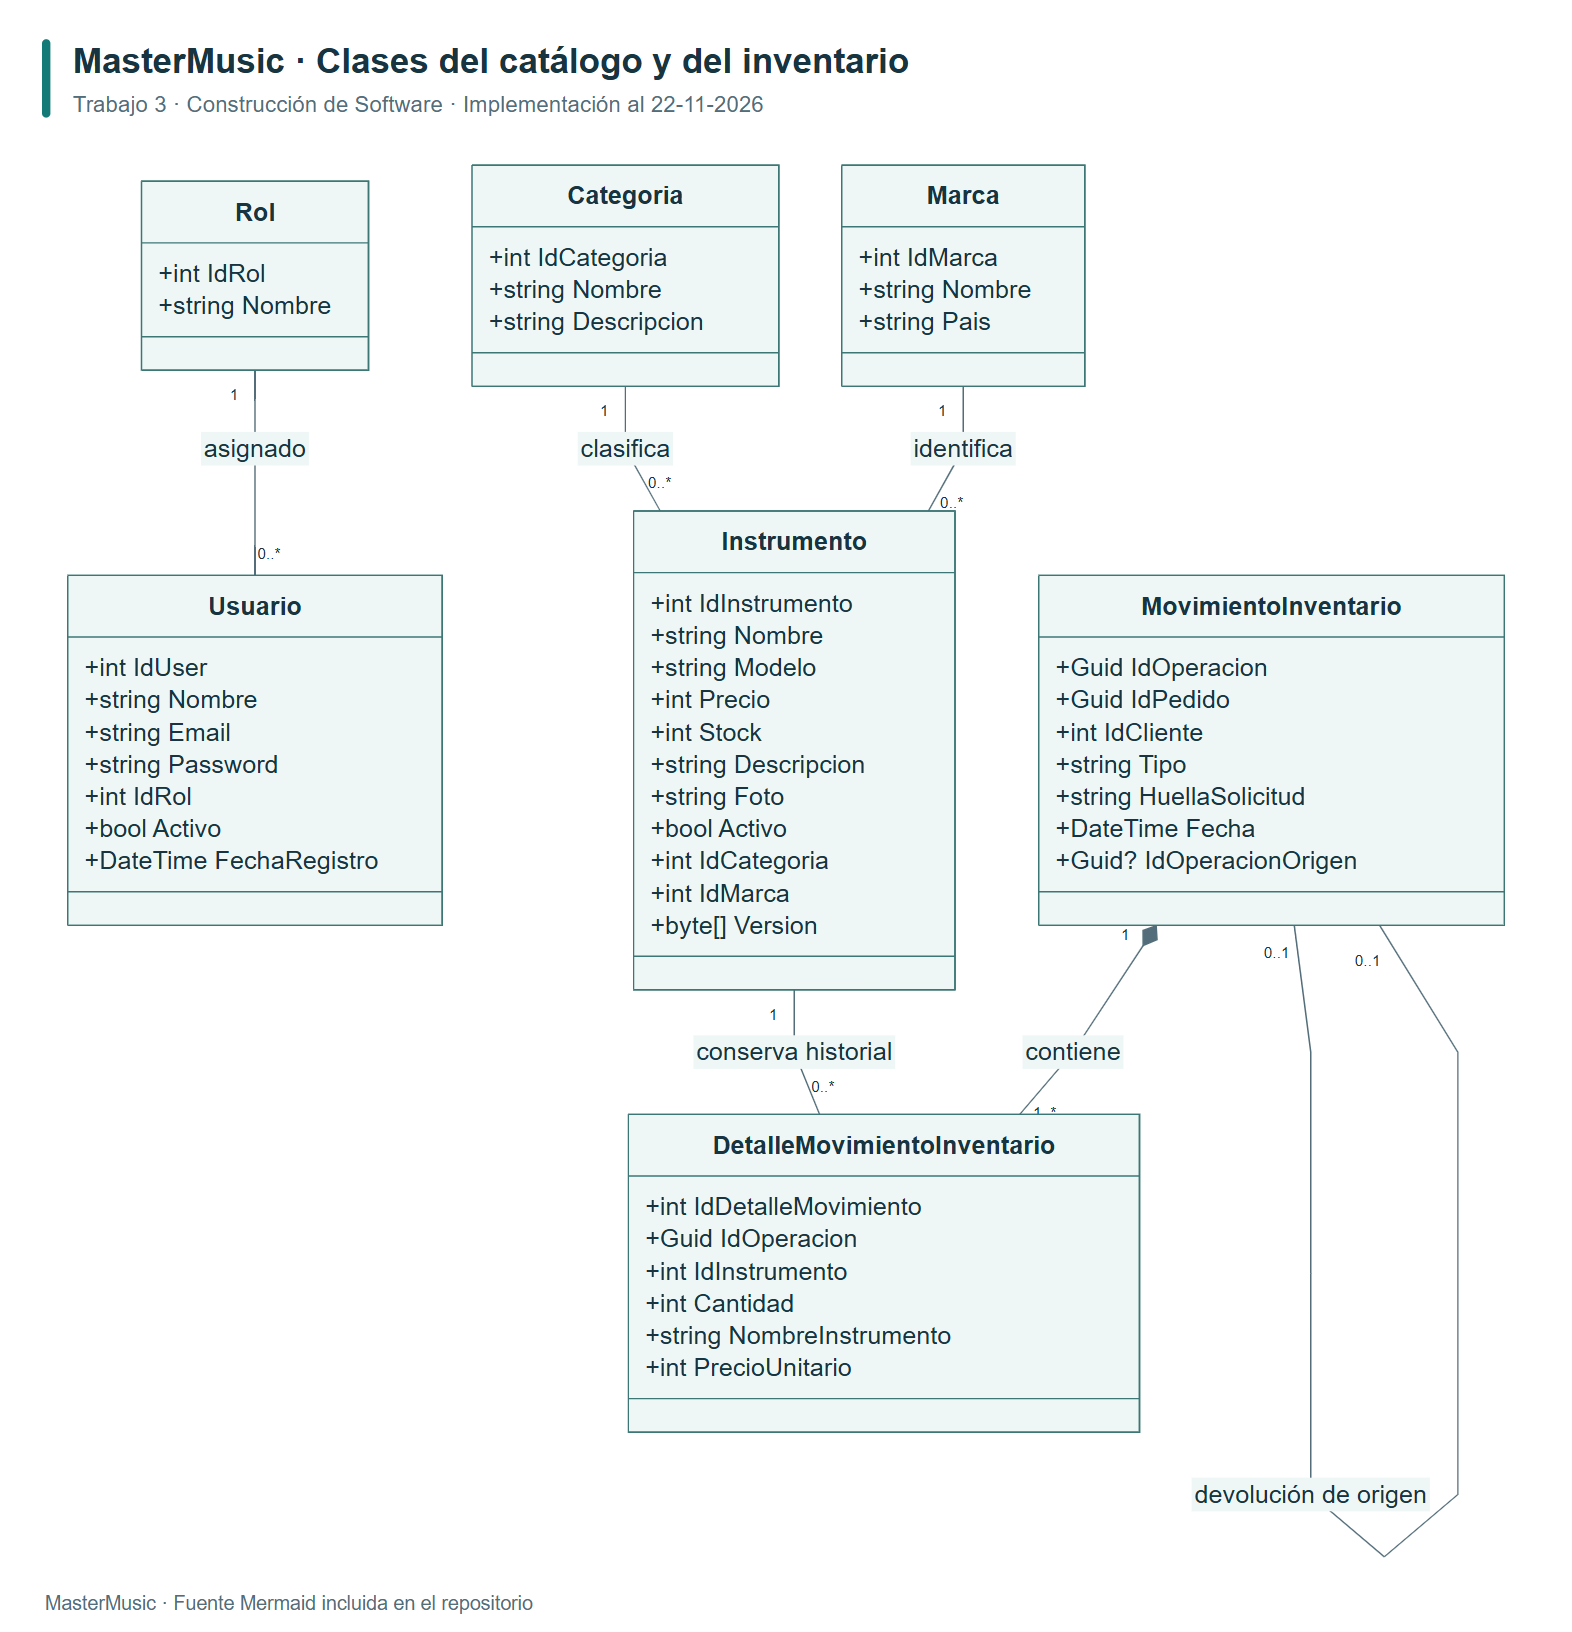 MasterMusic · Clases del catálogo y del inventario
Trabajo 3 · Construcción de Software · Implementación al 22-11-2026
Rol
+int IdRol
+string Nombre
Categoria
+int IdCategoria
+string Nombre
+string Descripcion
Marca
+int IdMarca
+string Nombre
+string Pais
1
asignado
0..*
1
clasifica
0..*
1
identifica
0..*
Usuario
+int IdUser
+string Nombre
+string Email
+string Password
+int IdRol
+bool Activo
+DateTime FechaRegistro
Instrumento
+int IdInstrumento
+string Nombre
+string Modelo
+int Precio
+int Stock
+string Descripcion
+string Foto
+bool Activo
+int IdCategoria
+int IdMarca
+byte[] Version
MovimientoInventario
+Guid IdOperacion
+Guid IdPedido
+int IdCliente
+string Tipo
+string HuellaSolicitud
+DateTime Fecha
+Guid? IdOperacionOrigen
1
conserva historial
0..*
1
contiene
1..*
0..1
0..1
DetalleMovimientoInventario
+int IdDetalleMovimiento
+Guid IdOperacion
+int IdInstrumento
+int Cantidad
+string NombreInstrumento
+int PrecioUnitario
devolución de origen
MasterMusic · Fuente Mermaid incluida en el repositorio